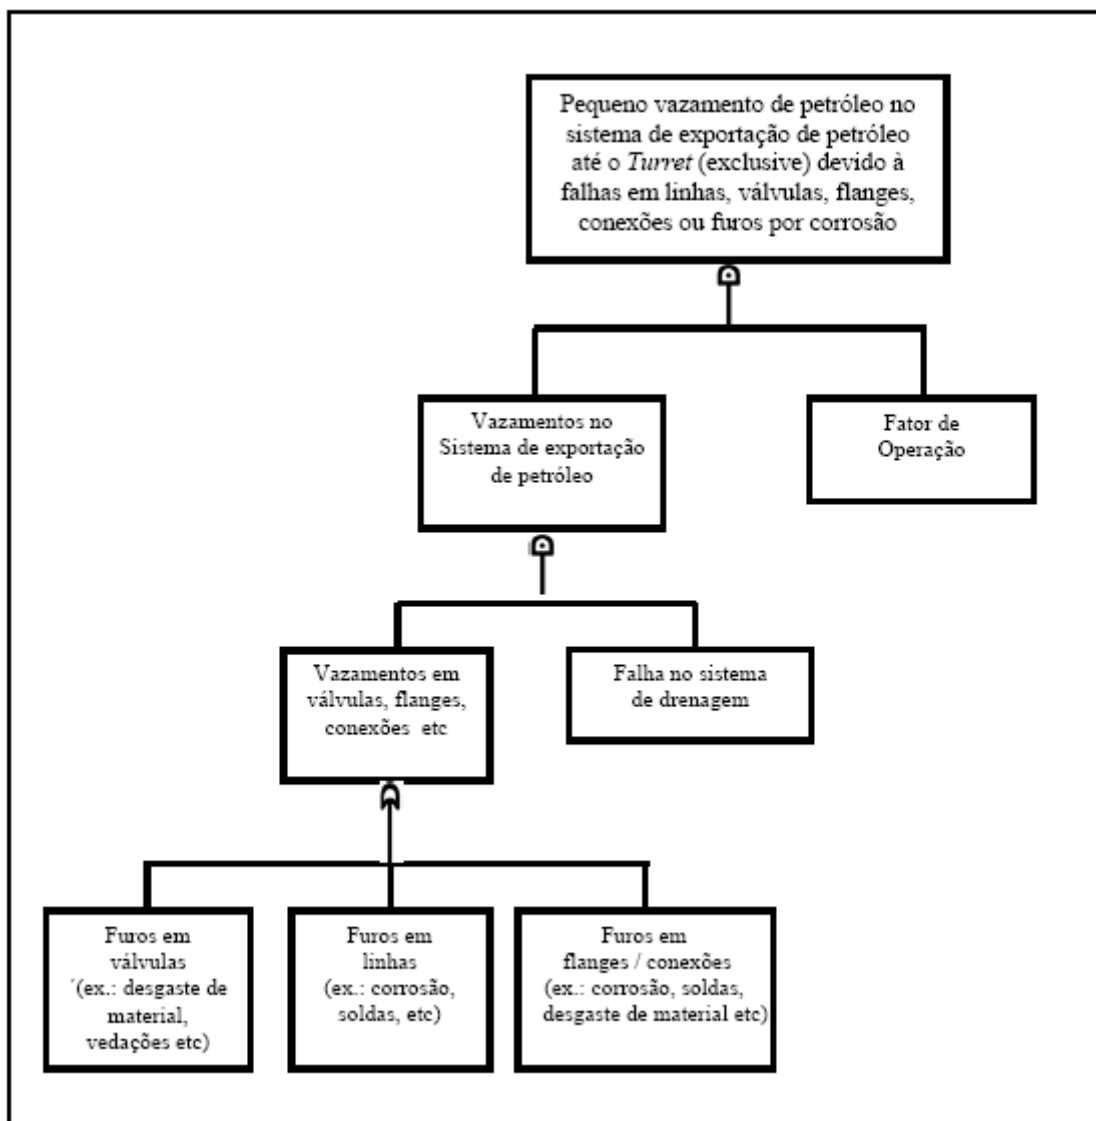 Pequeno vazamento de petróleo no
sistema de exportação de petróleo
até o Turret (exclusive) devido à
falhas em linhas, válvulas, flanges,
conexões ou furos por corrosão
Vazamentos no
Sistema de exportação
de petróleo
Fator de
Operação
Vazamentos em
válvulas, flanges,
conexões etc
Falha no sistema
de drenagem
Furos em
válvulas
´(ex.: desgaste de
material,
vedações etc)
Furos em
linhas
(ex.: corrosão,
soldas, etc)
Furos em
flanges / conexões
(ex.: corrosão, soldas,
desgaste de material etc)